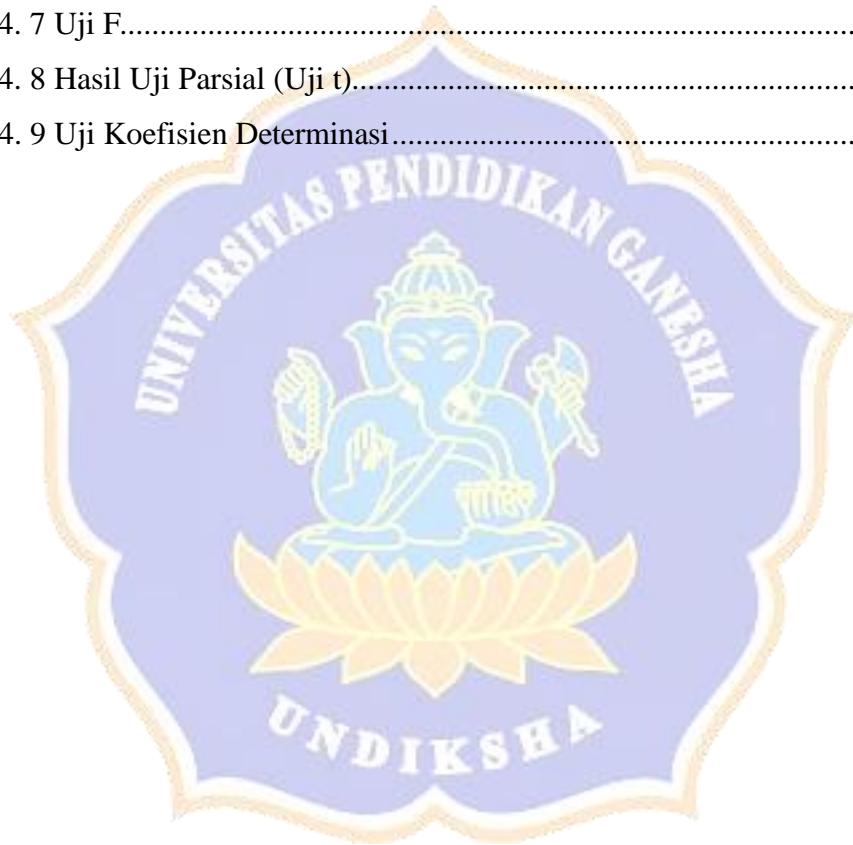 4. 7 Uji F..........................................................................................
4. 8 Hasil Uji Parsial (Uji t)..............................................................
4. 9 Uji Koefisien Determinasi.........................................................
UNIVERSITAS PENDIDIKAN GANESHA
UNDIKSHA